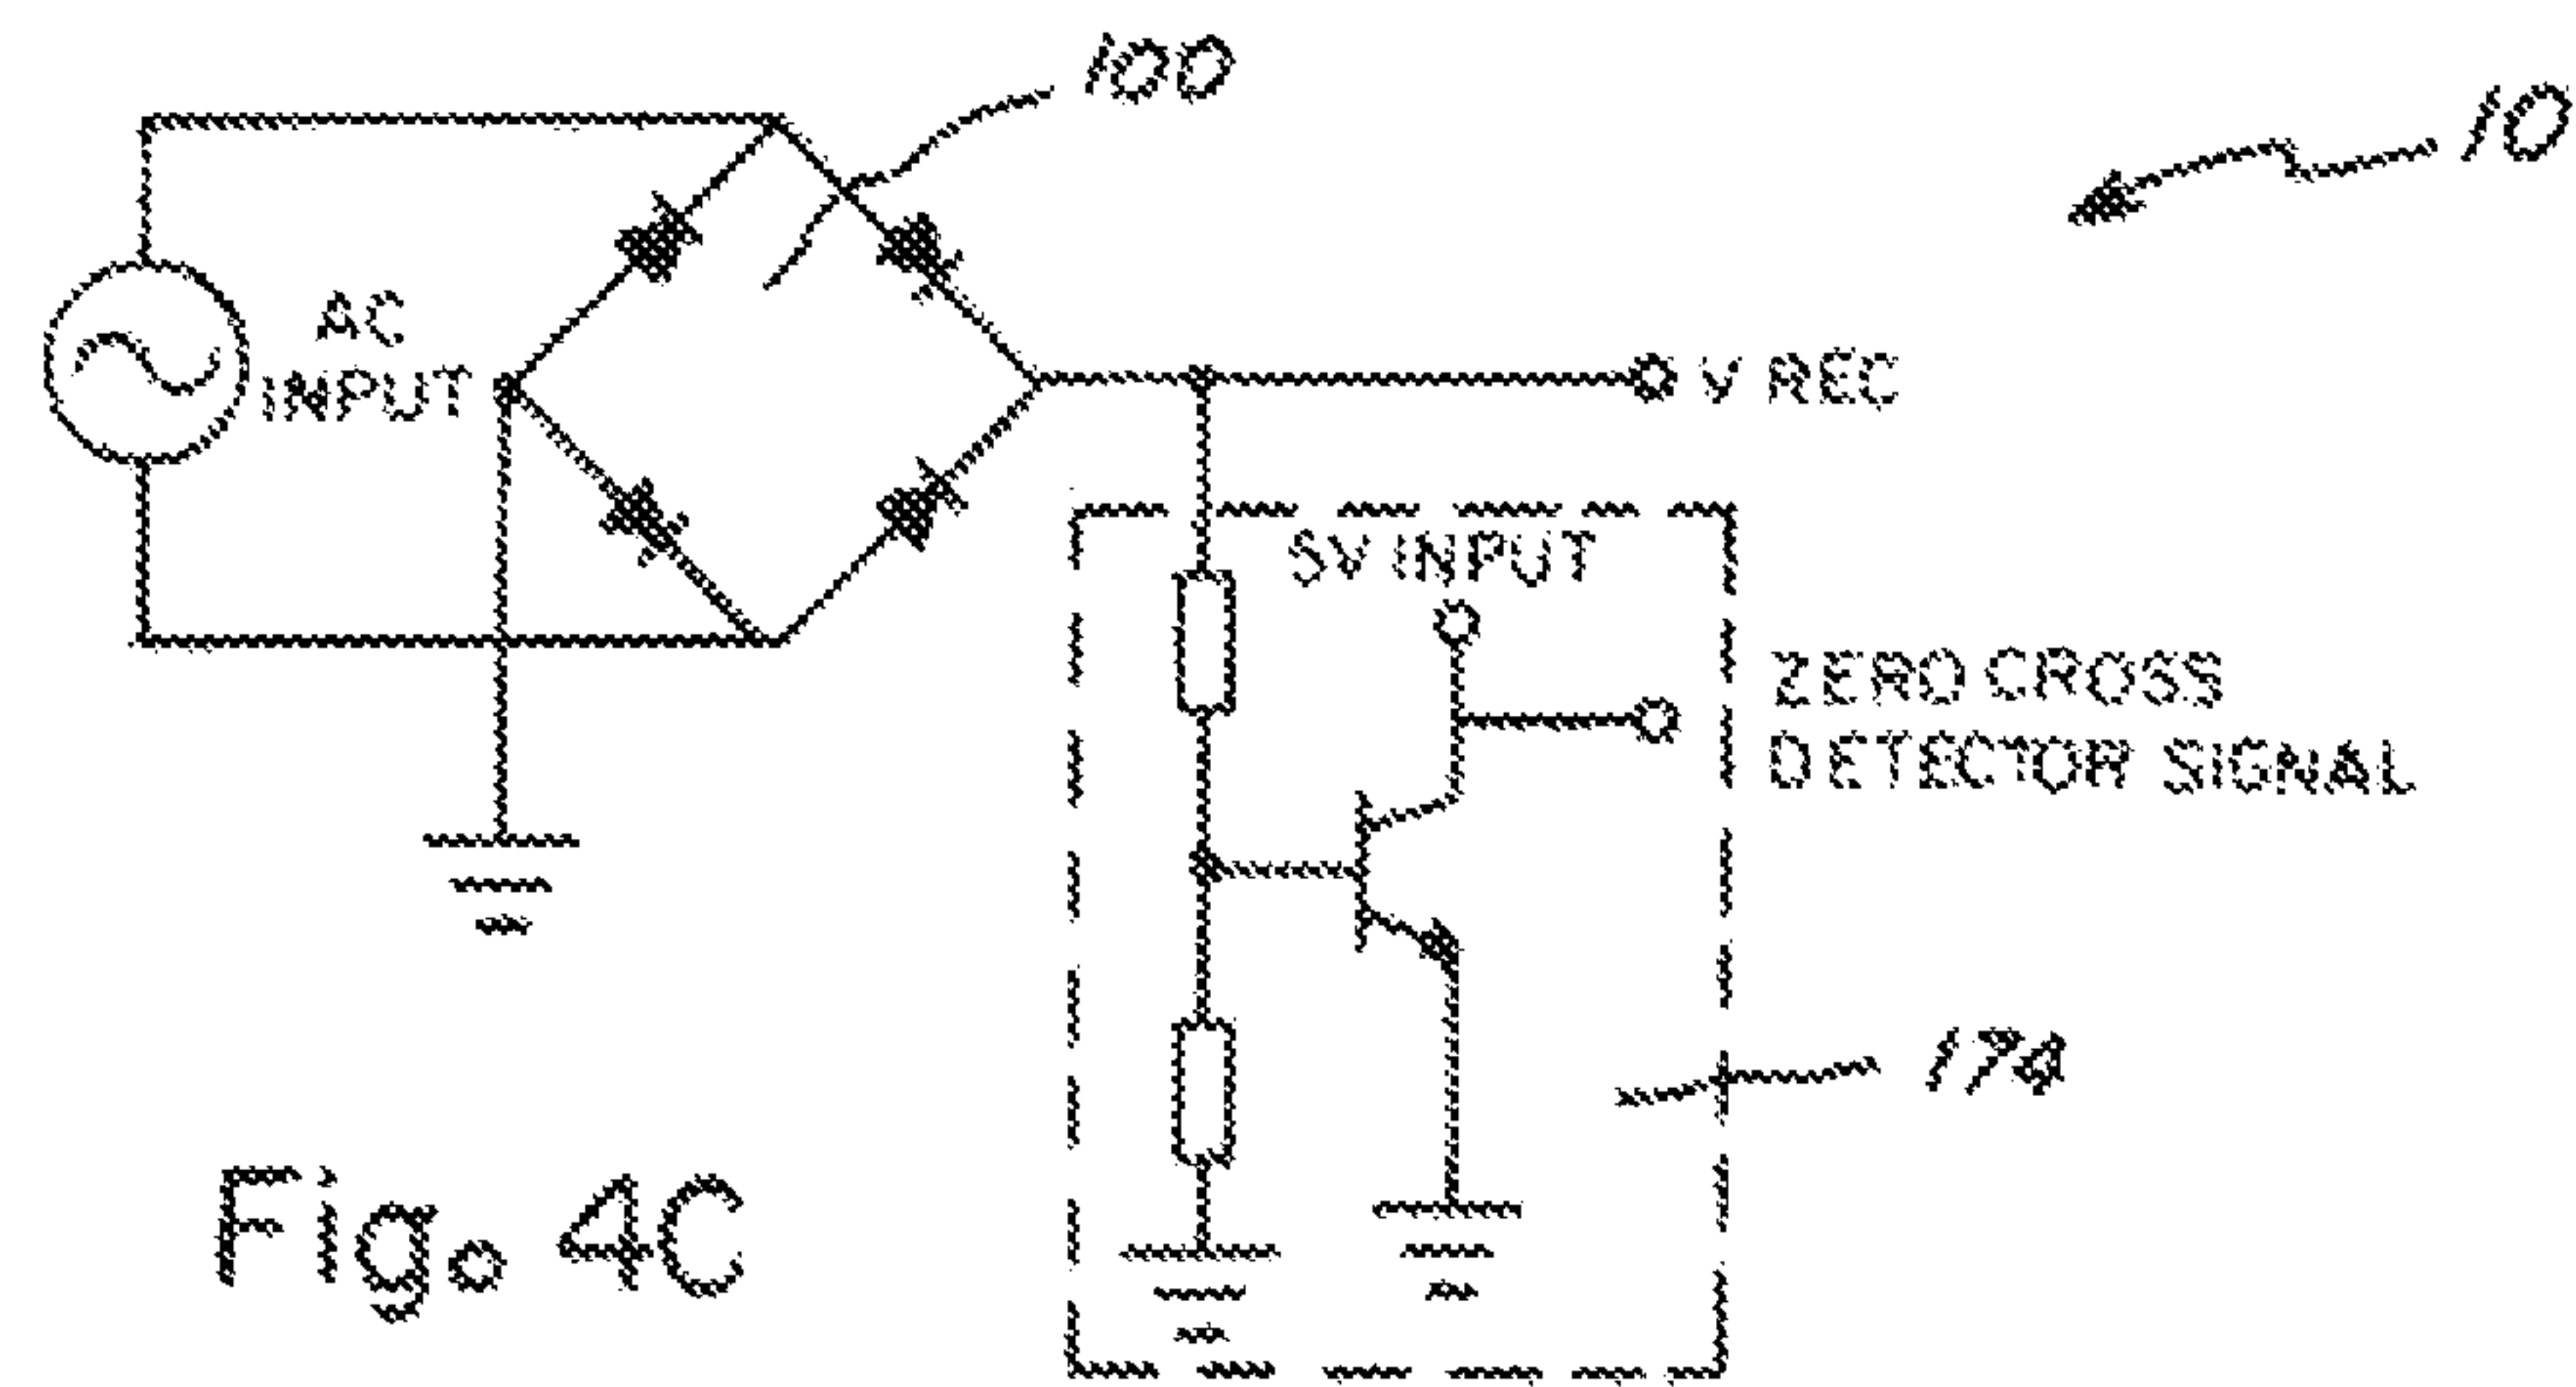 100
10
AC
INPUT
V REC
5V INPUT
ZERO CROSS
DETECTOR SIGNAL
174
Fig. 4C